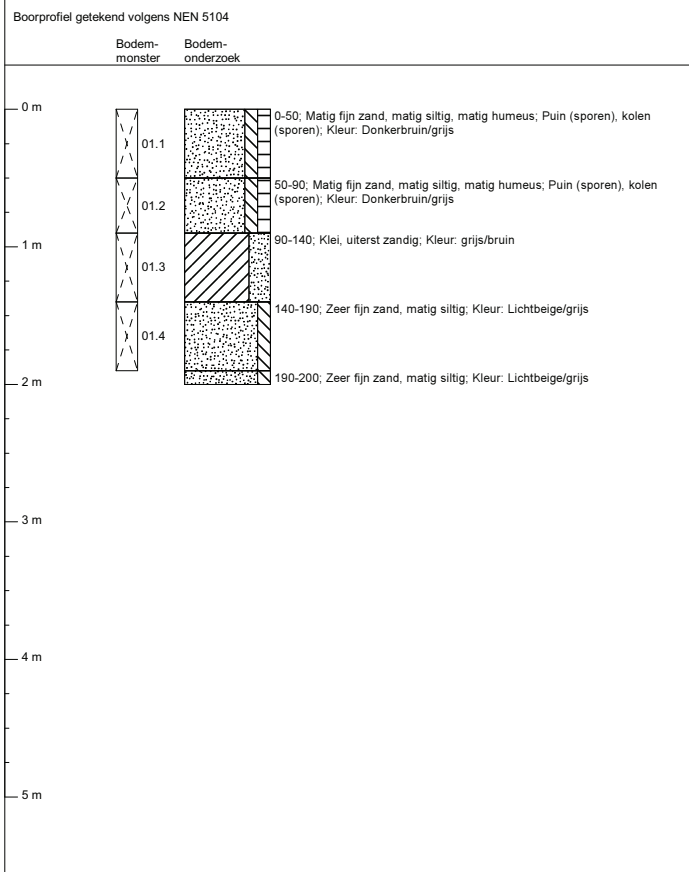 Boorprofiel getekend volgens NEN 5104
Bodem-
monster
Bodem-
onderzoek
0 m
01.1
0-50; Matig fijn zand, matig siltig, matig humeus; Puin (sporen), kolen
(sporen); Kleur: Donkerbruin/grijs
01.2
50-90; Matig fijn zand, matig siltig, matig humeus; Puin (sporen), kolen
(sporen); Kleur: Donkerbruin/grijs
1 m
01.3
90-140; Klei, uiterst zandig; Kleur: grijs/bruin
01.4
140-190; Zeer fijn zand, matig siltig; Kleur: Lichtbeige/grijs
2 m
190-200; Zeer fijn zand, matig siltig; Kleur: Lichtbeige/grijs
3 m
4 m
5 m